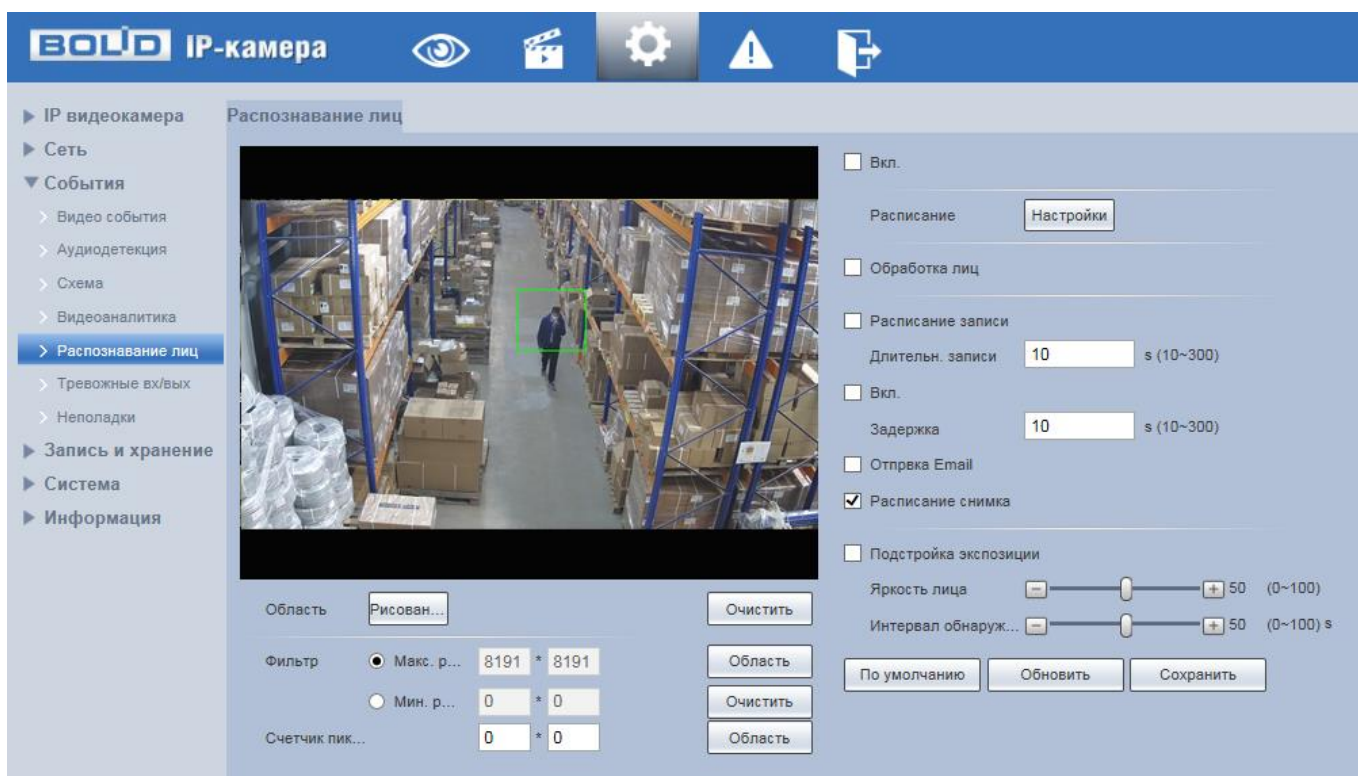 BOLID IP-камера
IP видеокамера
Сеть
События
Видео события
Аудиодетекция
Схема
Видеоаналитика
Распознавание лиц
Тревожные вх/вых
Неполадки
Запись и хранение
Система
Информация
Распознавание лиц
Область Рисован... Очистить
Фильтр Макс. р... 8191 * 8191 Область
Мин. р... 0 * 0 Очистить
Счетчик пик... 0 * 0 Область
Вкл.
Расписание Настройки
Обработка лиц
Расписание записи
Длительн. записи 10 s (10~300)
Вкл.
Задержка 10 s (10~300)
Отпрвка Email
Расписание снимка
Подстройка экспозиции
Яркость лица 50 (0~100)
Интервал обнаруж... 50 (0~100) s
По умолчанию Обновить Сохранить